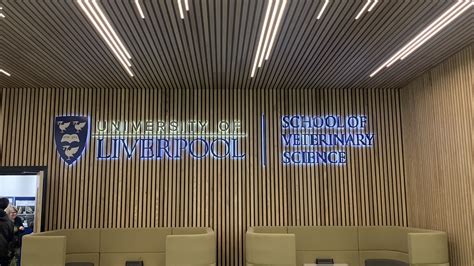 UNIVERSITY OF
LIVERPOOL
SCHOOL OF
VETERINARY
SCIENCE